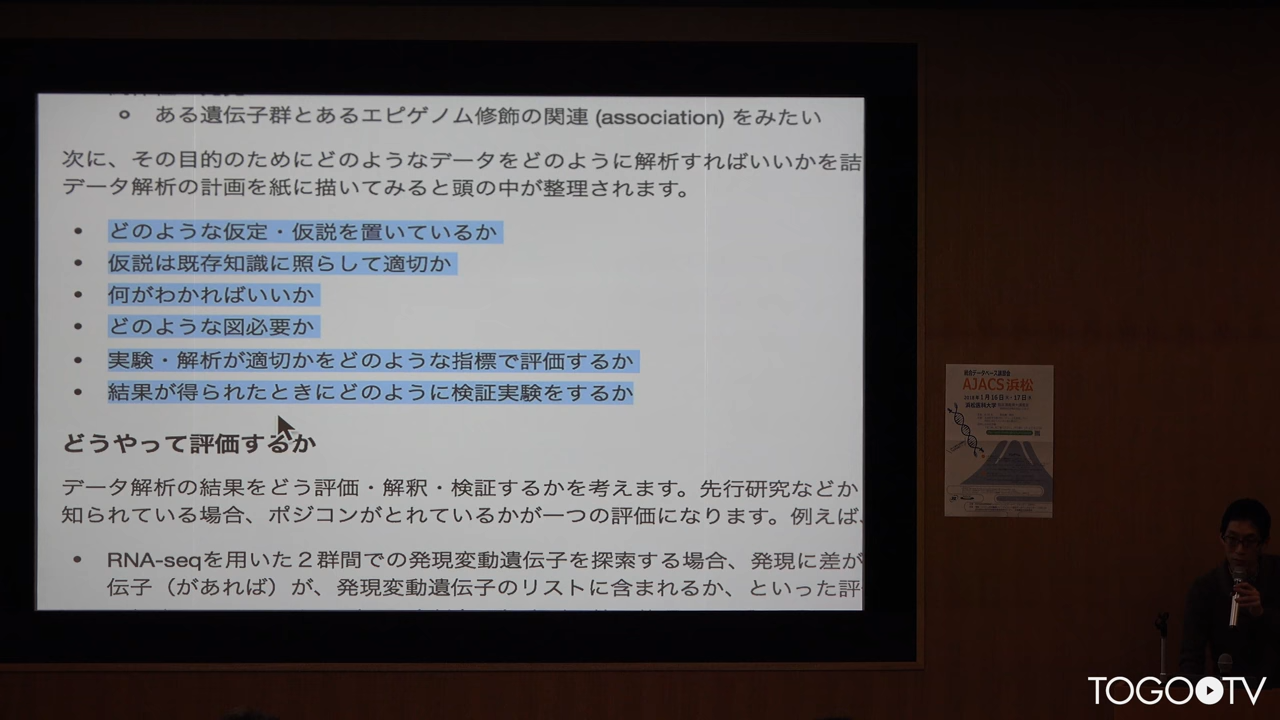 ある遺伝子群とあるエピゲノム修飾の関連 (association) をみたい
次に、その目的のためにどのようなデータをどのように解析すればいいかを詰
データ解析の計画を紙に描いてみると頭の中が整理されます。
• どのような仮定・仮説を置いているか
• 仮説は既存知識に照らして適切か
• 何がわかればいいか
• どのような図必要か
• 実験・解析が適切かをどのような指標で評価するか
• 結果が得られたときにどのように検証実験をするか
どうやって評価するか
データ解析の結果をどう評価・解釈・検証するかを考えます。先行研究などか
知られている場合、ポジコンがとれているかが一つの評価になります。例えば、
• RNA-seqを用いた２群間での発現変動遺伝子を探索する場合、発現に差が
伝子（があれば）が、発現変動遺伝子のリストに含まれるか、といった評
統合データベース講習会
AJACS浜松
浜松医科大学
TOGOTV